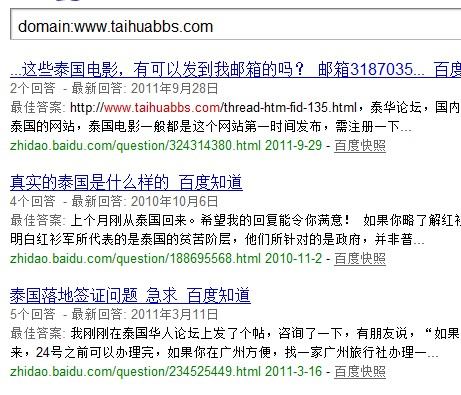 domain:www.taihuabbs.com
...这些泰国电影，有可以发到我邮箱的吗？ 邮箱3187035... 百度
2个回答 - 最新回答: 2011年9月28日
最佳答案: http://www.taihuabbs.com/thread-htm-fid-135.html，泰华论坛，国内
泰国的网站，泰国电影一般都是这个网站第一时间发布，需注册一下...
zhidao.baidu.com/question/324314380.html 2011-9-29 - 百度快照
真实的泰国是什么样的_百度知道
4个回答 - 最新回答: 2010年10月6日
最佳答案: 上个月刚从泰国回来。希望我的回复能令你满意！ 如果你略了解红衫
明白红衫军所代表的是泰国的贫苦阶层，他们所针对的是政府，并非普...
zhidao.baidu.com/question/188695568.html 2010-11-2 - 百度快照
泰国落地签证问题_急求_百度知道
5个回答 - 最新回答: 2011年3月11日
最佳答案: 我刚刚在泰国华人论坛上发了个帖，咨询了一下，有朋友说，“如果
来，24号之前可以办理完，如果你在广州方便，找一家广州旅行社办理—...
zhidao.baidu.com/question/234525449.html 2011-3-16 - 百度快照